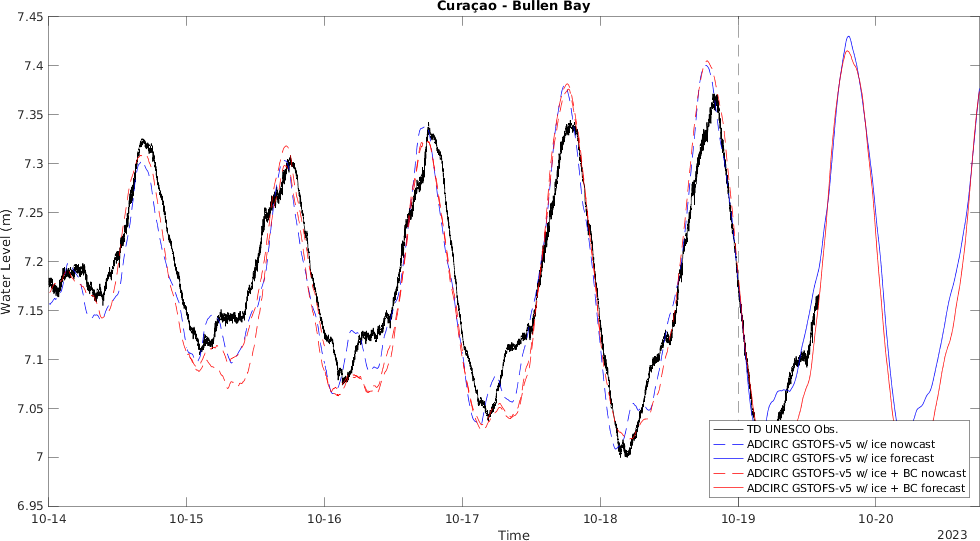 Curaçao - Bullen Bay
Water Level (m)
7.45
7.4
7.35
7.3
7.25
7.2
7.15
7.1
7.05
7
6.95
TD UNESCO Obs.
ADCIRC GSTOFS-v5 w/ ice nowcast
ADCIRC GSTOFS-v5 w/ ice forecast
ADCIRC GSTOFS-v5 w/ ice + BC nowcast
ADCIRC GSTOFS-v5 w/ ice + BC forecast
10-14 10-15 10-16 10-17 10-18 10-19 10-20
Time
2023